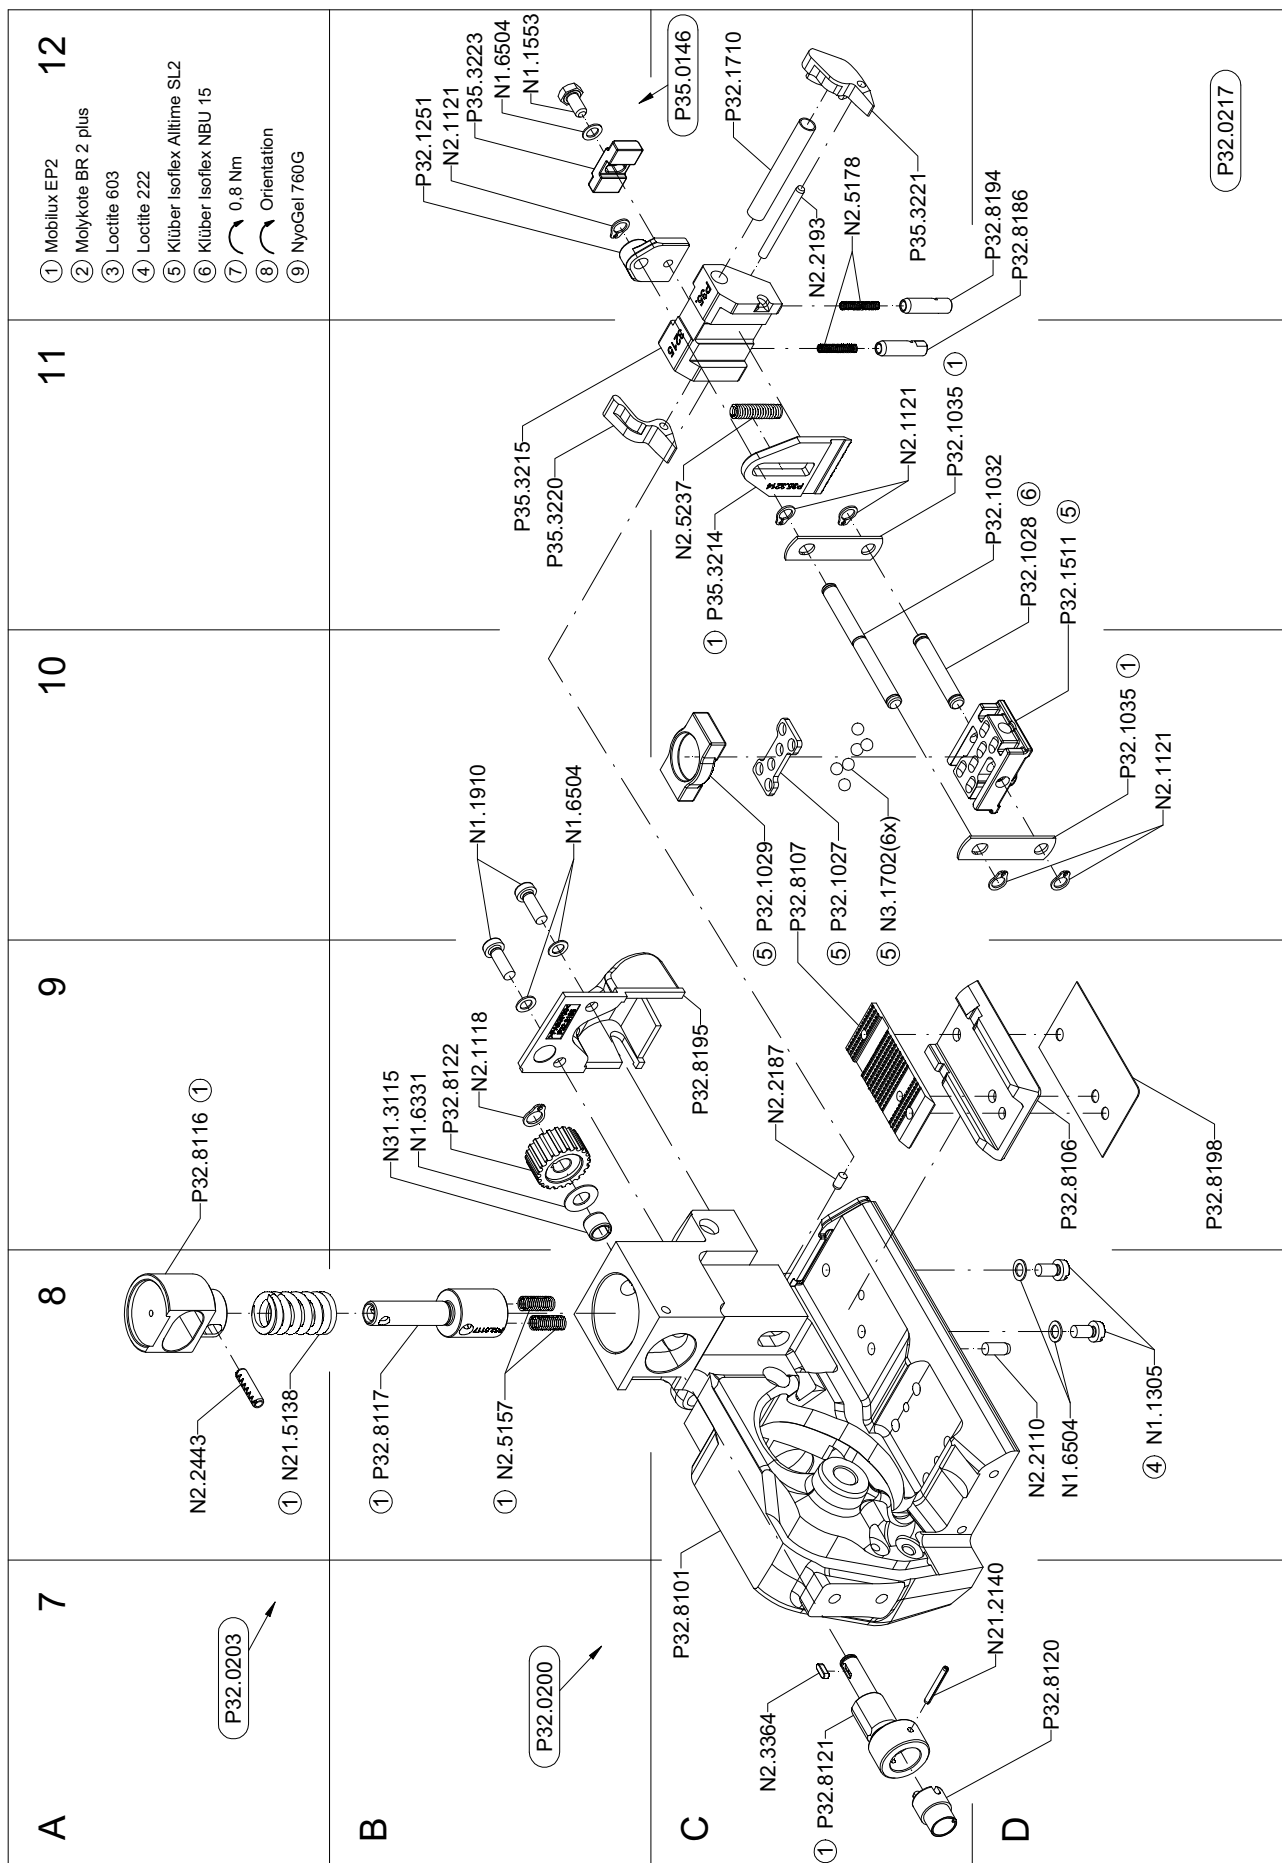 12
11
10
9
8
7
A
B
C
D
① Mobilux EP2
② Molykote BR 2 plus
③ Loctite 603
④ Loctite 222
⑤ Klüber Isoflex Alltime SL2
⑥ Klüber Isoflex NBU 15
⑦ 0,8 Nm
⑧ Orientation
⑨ NyoGel 760G
P32.0203
P32.8116 ①
N2.2443
① N21.5138
① P32.8117
P32.8117
① N2.5157
P32.0200
N31.3115
N1.6331
P32.8122
N2.1118
N1.1910
N1.6504
P32.8195
P35.3215
P35.3220
P32.1251
N2.1121
P35.3223
N1.6504
N1.1553
P35.0146
P32.1710
P35.
3215
N2.2193
N2.5178
P35.3221
P32.8194
P32.8186
P32.0217
N2.5237
① P35.3214
P35.3214
N2.1121
P32.1035 ①
P32.1032
P32.1028 ⑥
P32.1511 ⑤
P32.1035 ①
N2.1121
⑤ P32.1029
P32.8107
⑤ P32.1027
⑤ N3.1702(6x)
N2.2187
P32.8106
P32.8198
P32.8101
N2.2110
N1.6504
④ N1.1305
N2.3364
① P32.8121
N21.2140
P32.8120